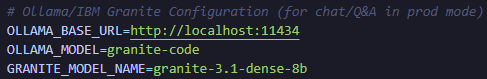 # Ollama/IBM Granite Configuration (for chat/Q&A in prod mode)
OLLAMA_BASE_URL=http://localhost:11434
OLLAMA_MODEL=granite-code
GRANITE_MODEL_NAME=granite-3.1-dense-8b